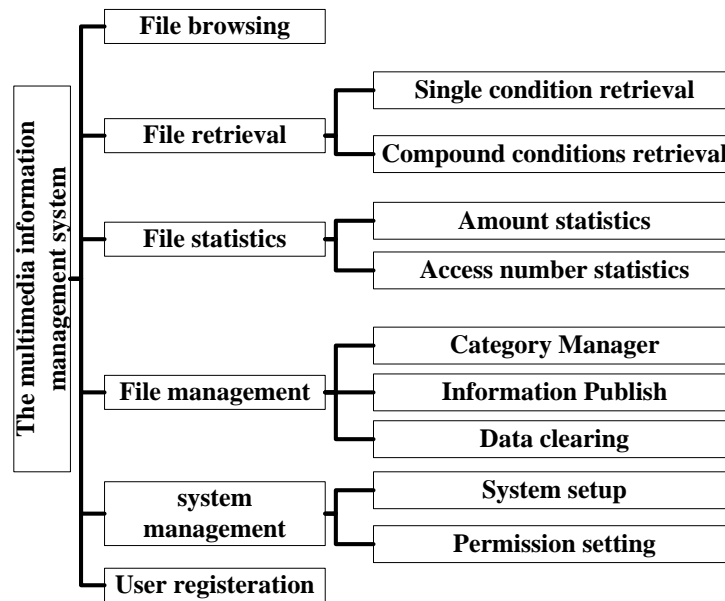 The multimedia information
management system
File browsing
File retrieval
Single condition retrieval
Compound conditions retrieval
File statistics
Amount statistics
Access number statistics
File management
Category Manager
Information Publish
Data clearing
system
management
System setup
Permission setting
User registeration